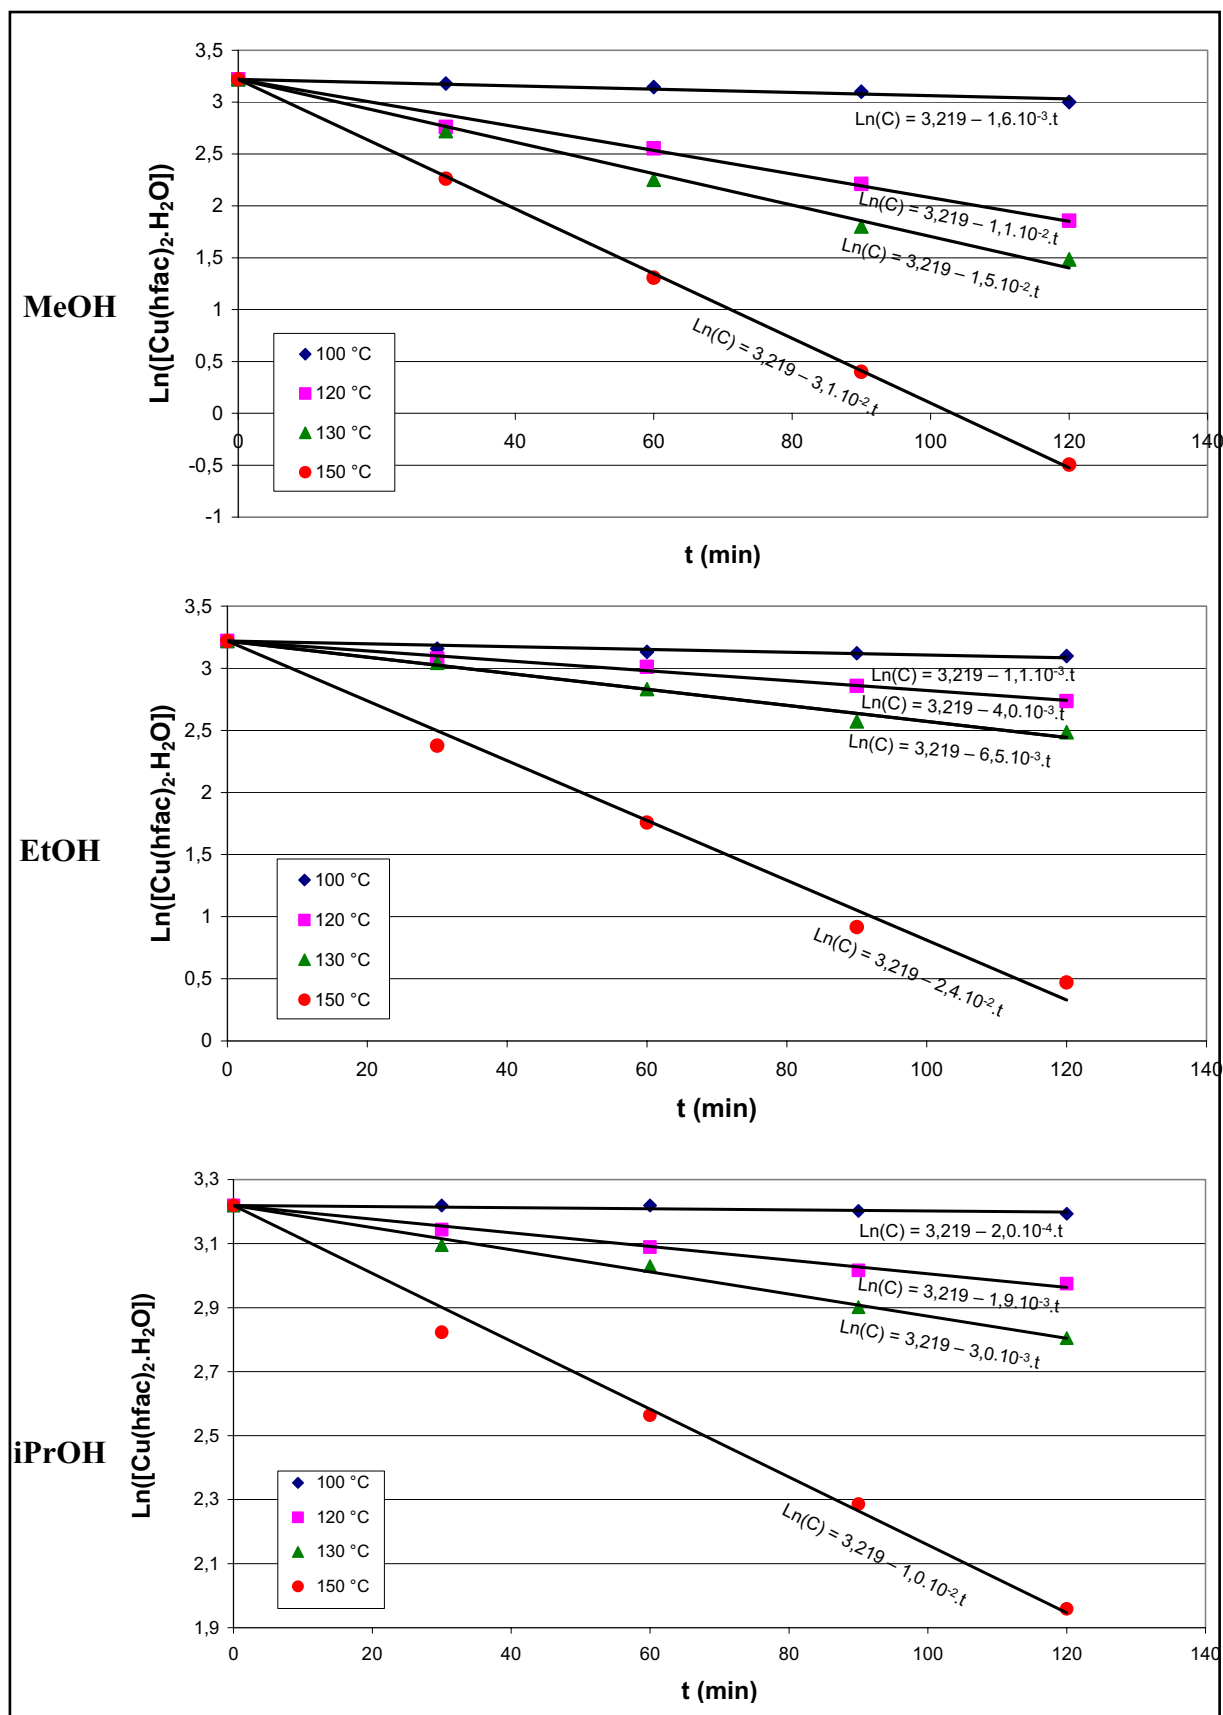 MeOH
Ln([Cu(hfac)2.H2O])
3,5
3
2,5
2
1,5
1
0,5
0
-0,5
-1
0 40 60 80 100 120 140
t (min)
Ln(C) = 3,219 – 1,6.10-3.t
Ln(C) = 3,219 – 1,1.10-2.t
Ln(C) = 3,219 – 1,5.10-2.t
Ln(C) = 3,219 – 3,1.10-2.t
100 °C
120 °C
130 °C
150 °C
EtOH
Ln([Cu(hfac)2.H2O])
3,5
3
2,5
2
1,5
1
0,5
0
0 20 40 60 80 100 120 140
t (min)
Ln(C) = 3,219 – 1,1.10-3.t
Ln(C) = 3,219 – 4,0.10-3.t
Ln(C) = 3,219 – 6,5.10-3.t
Ln(C) = 3,219 – 2,4.10-2.t
100 °C
120 °C
130 °C
150 °C
iPrOH
Ln([Cu(hfac)2.H2O])
3,3
3,1
2,9
2,7
2,5
2,3
2,1
1,9
0 20 40 60 80 100 120 140
t (min)
Ln(C) = 3,219 – 2,0.10-4.t
Ln(C) = 3,219 – 1,9.10-3.t
Ln(C) = 3,219 – 3,0.10-3.t
Ln(C) = 3,219 – 1,0.10-2.t
100 °C
120 °C
130 °C
150 °C